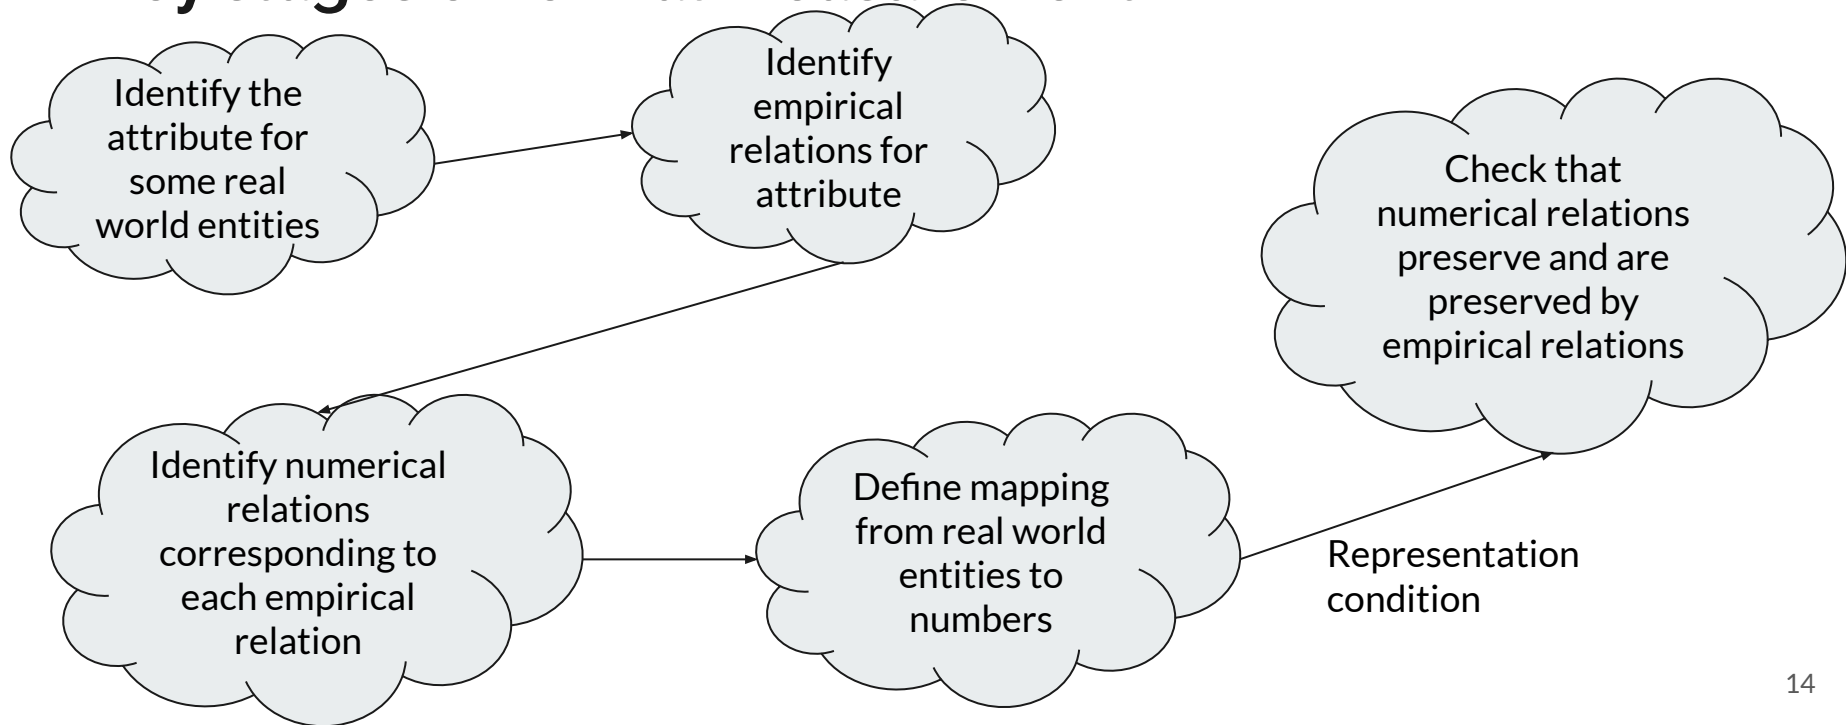 Identify the
attribute for
some real
world entities
Identify
empirical
relations for
attribute
Check that
numerical relations
preserve and are
preserved by
empirical relations
Identify numerical
relations
corresponding to
each empirical
relation
Define mapping
from real world
entities to
numbers
Representation
condition
14